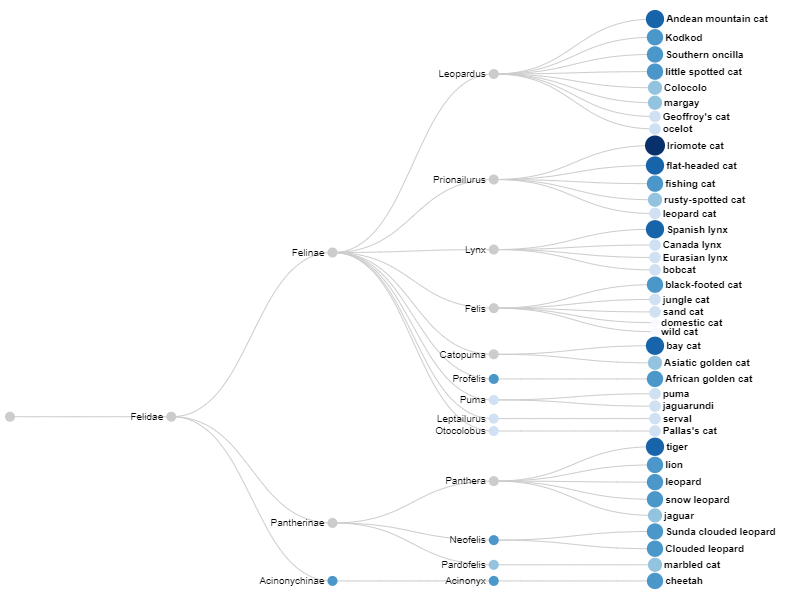 Andean mountain cat
Kodkod
Southern oncilla
little spotted cat
Leopardus
Colocolo
margay
Geoffroy's cat
ocelot
Iriomote cat
flat-headed cat
Prionailurus
fishing cat
rusty-spotted cat
leopard cat
Spanish lynx
Canada lynx
Lynx
Felinae
Eurasian lynx
bobcat
black-footed cat
jungle cat
Felis
sand cat
domestic cat
wild cat
bay cat
Catopuma
Asiatic golden cat
Profelis
African golden cat
puma
Puma
jaguarundi
Felidae
Leptailurus
serval
Otocolobus
Pallas's cat
tiger
lion
Panthera
leopard
snow leopard
jaguar
Pantherinae
Sunda clouded leopard
Neofelis
Clouded leopard
Pardofelis
marbled cat
Acinonychinae
Acinonyx
cheetah